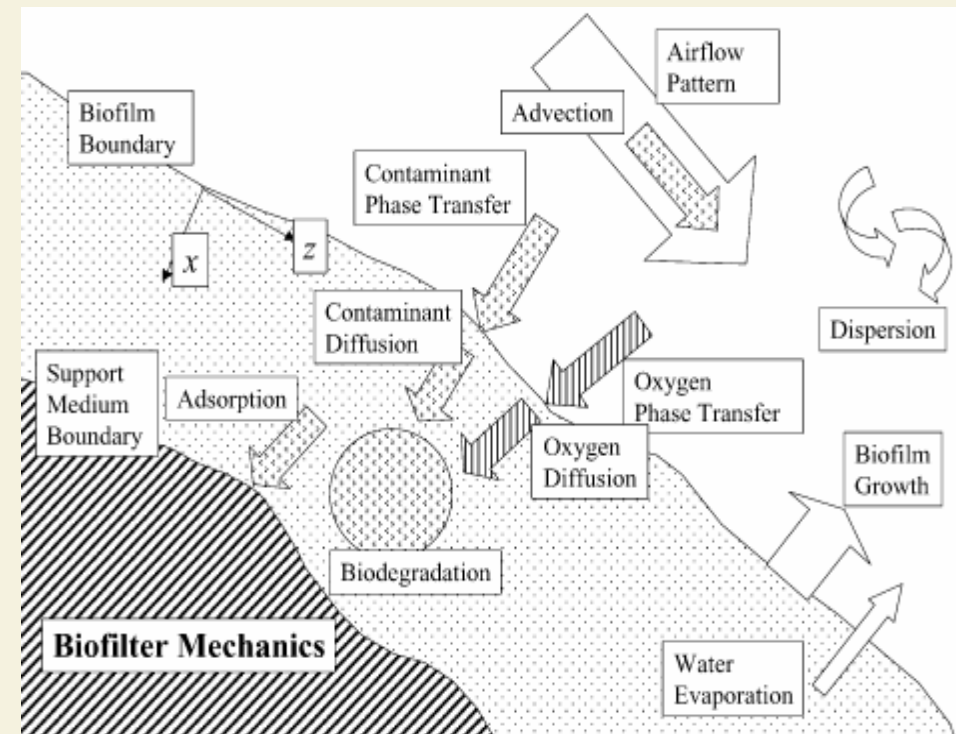 Airflow
Pattern
Advection
Biofilm
Boundary
Contaminant
Phase Transfer
x
z
Contaminant
Diffusion
Dispersion
Support
Medium
Boundary
Adsorption
Oxygen
Phase Transfer
Oxygen
Diffusion
Biofilm
Growth
Biodegradation
Biofilter Mechanics
Water
Evaporation